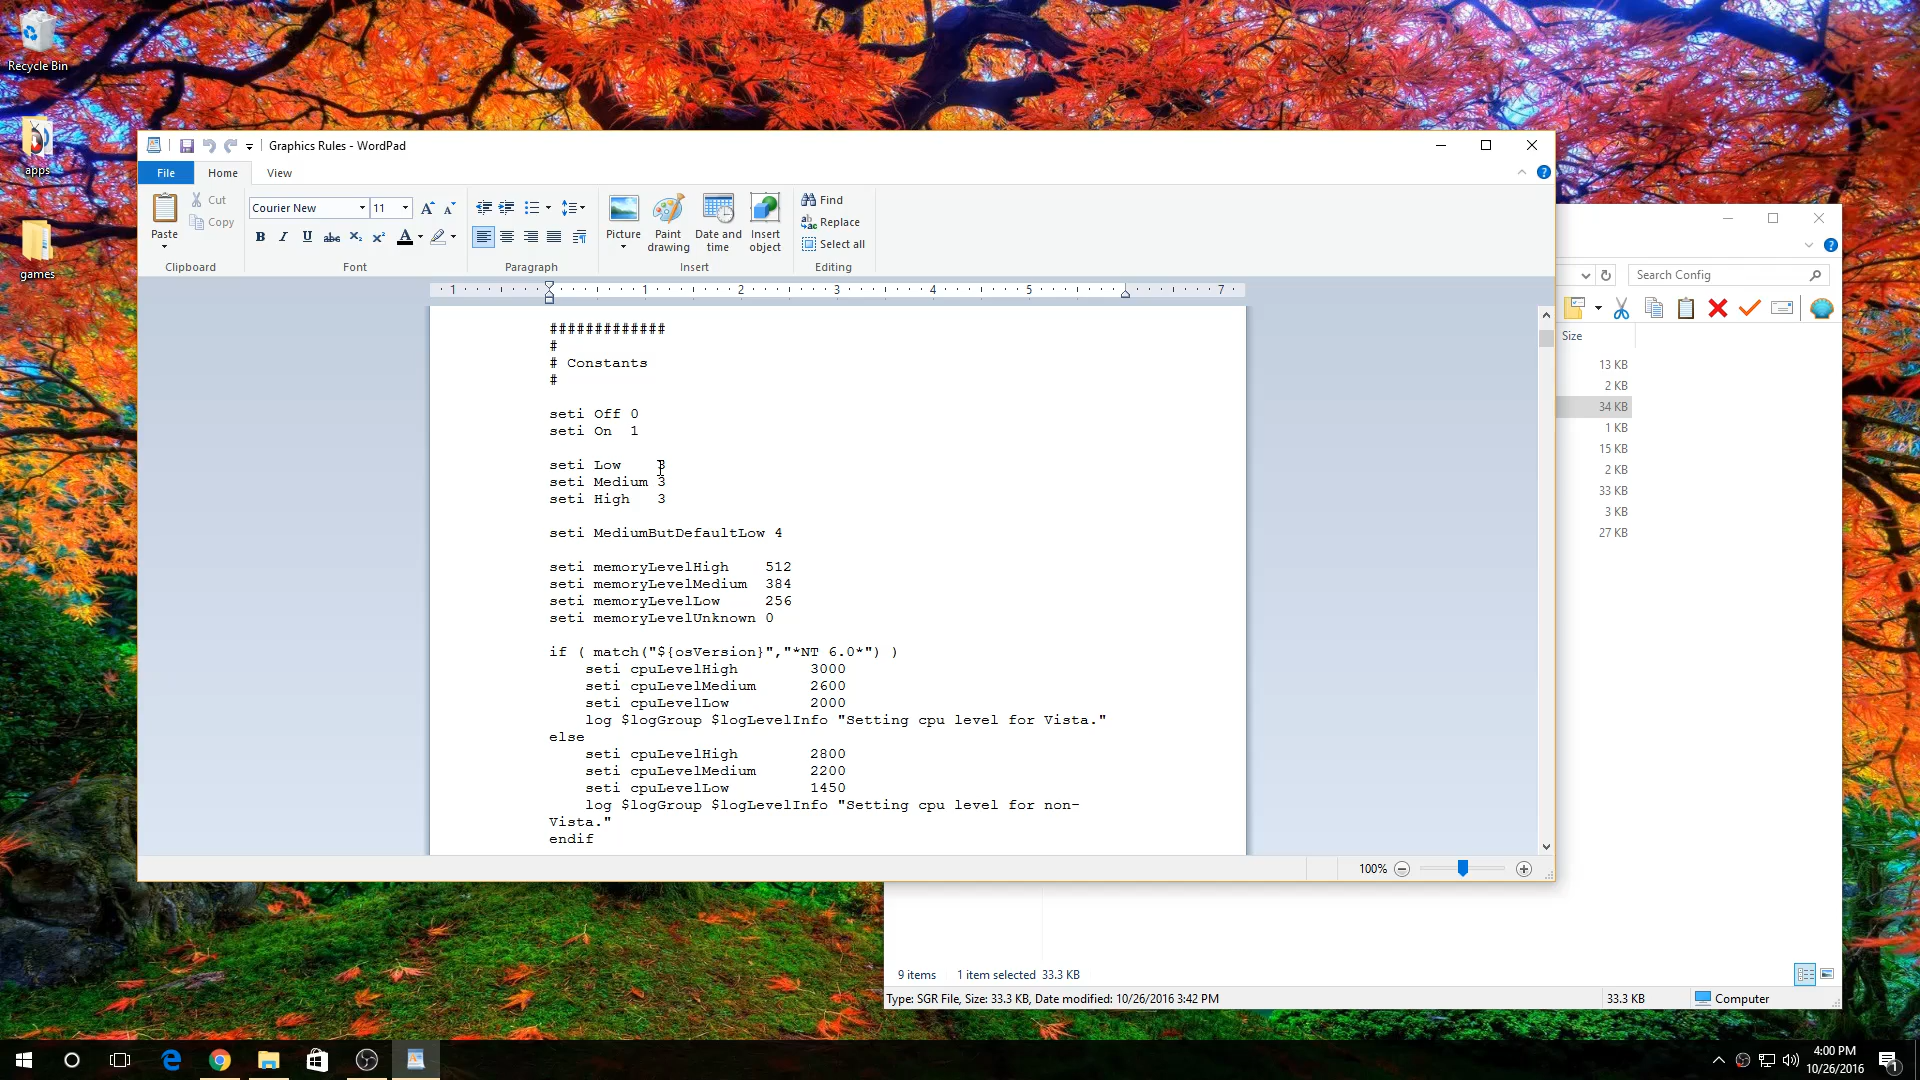 Recycle Bin
apps
games
Graphics Rules - WordPad
File
Home
View
Paste
Cut
Copy
Clipboard
Courier New
11
Font
Paragraph
Picture
Paint drawing
Date and time
Insert object
Insert
Find
Replace
Select all
Editing
1 1 2 3 4 5 7
#############
#
# Constants
#
seti Off 0
seti On 1
seti Low 3
seti Medium 3
seti High 3
seti MediumButDefaultLow 4
seti memoryLevelHigh 512
seti memoryLevelMedium 384
seti memoryLevelLow 256
seti memoryLevelUnknown 0
if ( match("${osVersion}","*NT 6.0*") )
seti cpuLevelHigh 3000
seti cpuLevelMedium 2600
seti cpuLevelLow 2000
log $logGroup $logLevelInfo "Setting cpu level for Vista."
else
seti cpuLevelHigh 2800
seti cpuLevelMedium 2200
seti cpuLevelLow 1450
log $logGroup $logLevelInfo "Setting cpu level for non-
Vista."
endif
100%
Search Config
Size
13 KB
2 KB
34 KB
1 KB
15 KB
2 KB
33 KB
3 KB
27 KB
9 items 1 item selected 33.3 KB
Type: SGR File, Size: 33.3 KB, Date modified: 10/26/2016 3:42 PM
33.3 KB
Computer
4:00 PM
10/26/2016
1